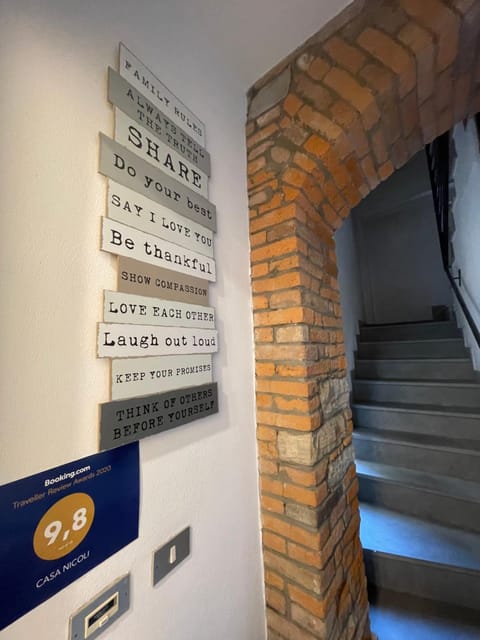 FAMILY RULES
ALWAYS TELL
THE TRUTH
SHARE
Do your best
SAY I LOVE YOU
Be thankful
SHOW COMPASSION
LOVE EACH OTHER
Laugh out loud
KEEP YOUR PROMISES
THINK OF OTHERS
BEFORE YOURSELF
Booking.com
Traveller Review Awards 2020
9,8
CASA NICOLI